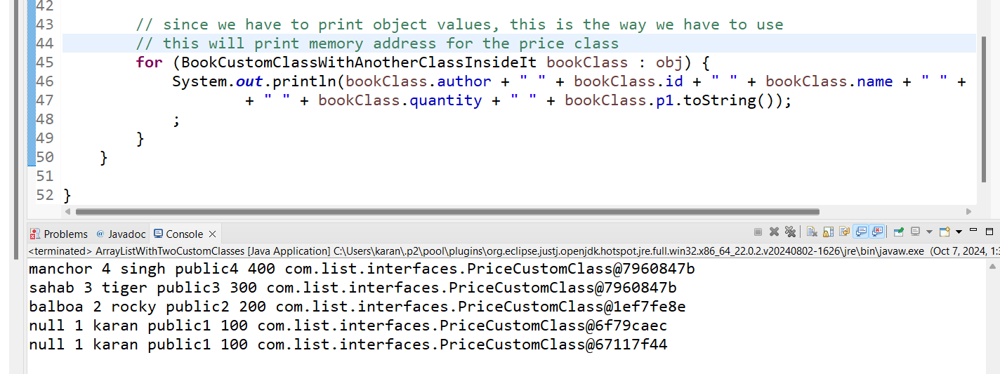 42
43 // since we have to print object values, this is the way we have to use
44 // this will print memory address for the price class
45 for (BookCustomClassWithAnotherClassInsideIt bookClass : obj) {
46 System.out.println(bookClass.author + " " + bookClass.id + " " + bookClass.name + " " +
47 + " " + bookClass.quantity + " " + bookClass.p1.toString());
48 ;
49 }
50 }
51
52 }
Problems @ Javadoc Console
<terminated> ArrayListWithTwoCustomClasses [Java Application] C:\Users\karan\.p2\pool\plugins\org.eclipse.justj.openjdk.hotspot.jre.full.win32.x86_64_22.0.2.v20240802-1626\jre\bin\javaw.exe (Oct 7, 2024, 1:3
manchor 4 singh public4 400 com.list.interfaces.PriceCustomClass@7960847b
sahab 3 tiger public3 300 com.list.interfaces.PriceCustomClass@7960847b
balboa 2 rocky public2 200 com.list.interfaces.PriceCustomClass@1ef7fe8e
null 1 karan public1 100 com.list.interfaces.PriceCustomClass@6f79caec
null 1 karan public1 100 com.list.interfaces.PriceCustomClass@67117f44